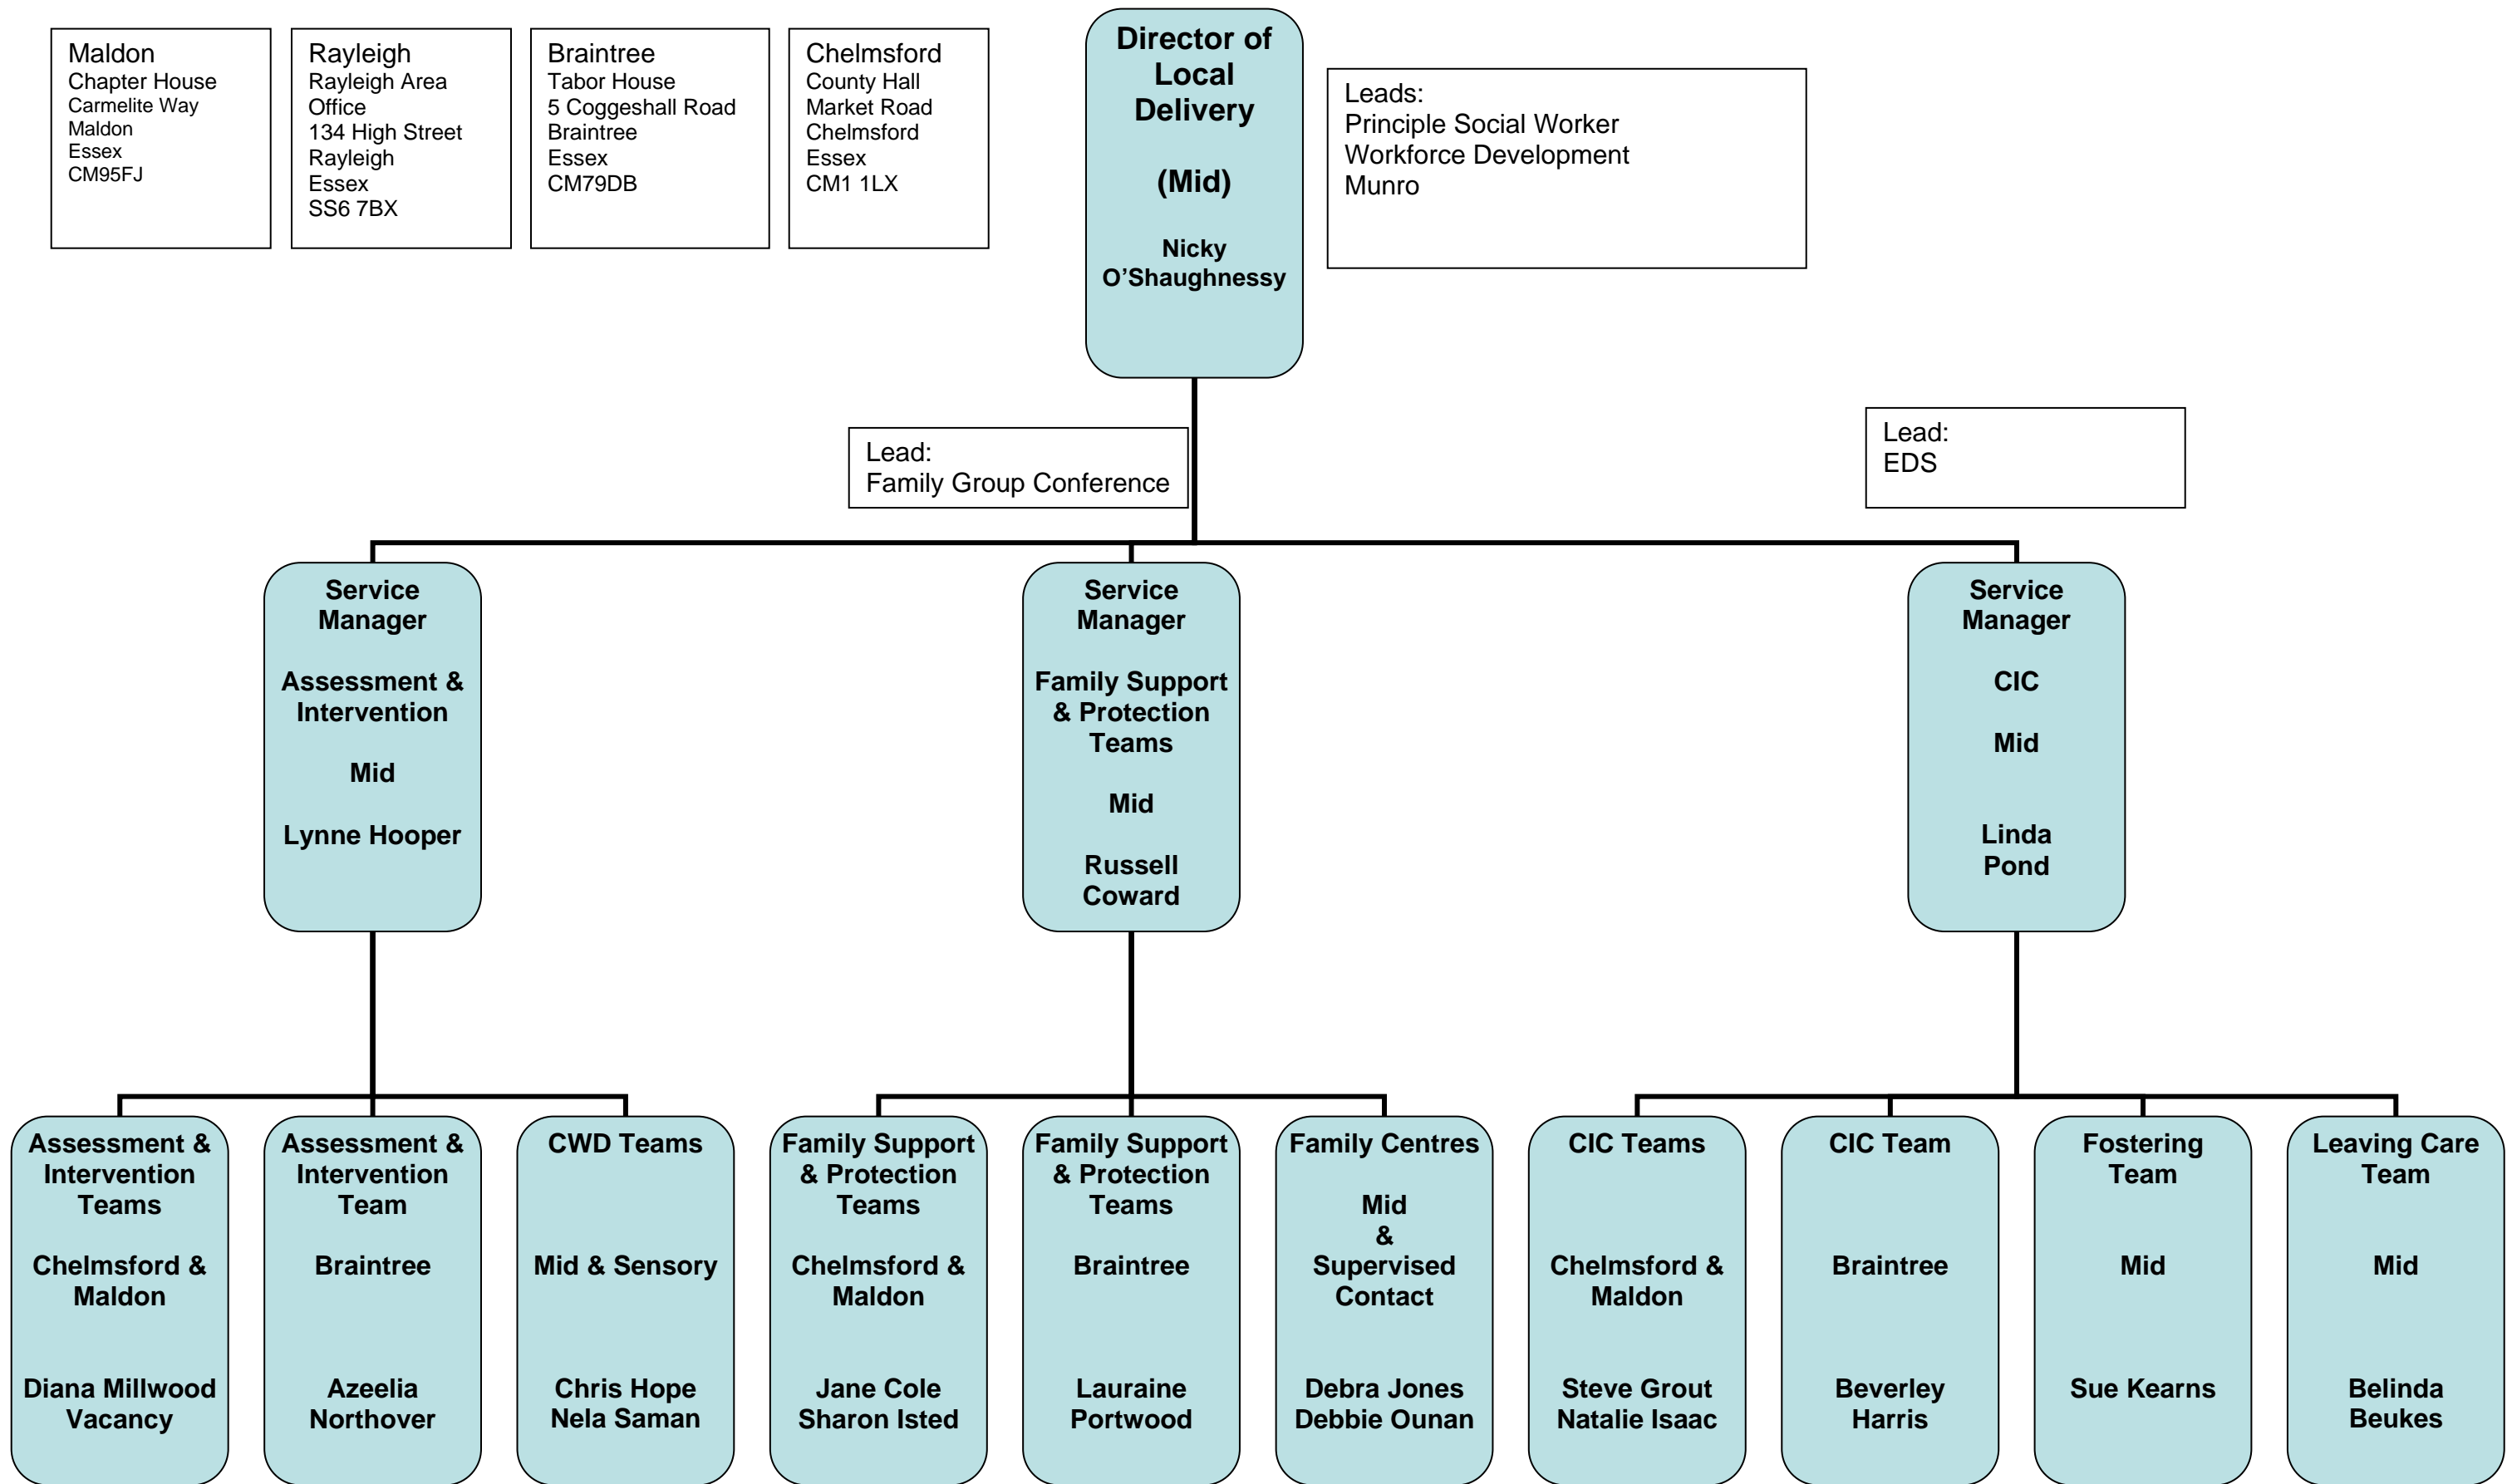 Maldon
Chapter House
Carmelite Way
Maldon
Essex
CM95FJ
Rayleigh
Rayleigh Area
Office
134 High Street
Rayleigh
Essex
SS6 7BX
Braintree
Tabor House
5 Coggeshall Road
Braintree
Essex
CM79DB
Chelmsford
County Hall
Market Road
Chelmsford
Essex
CM1 1LX
Director of
Local
Delivery
(Mid)
Nicky
O’Shaughnessy
Leads:
Principle Social Worker
Workforce Development
Munro
Lead:
Family Group Conference
Lead:
EDS
Service
Manager
Assessment &
Intervention
Mid
Lynne Hooper
Service
Manager
Family Support
& Protection
Teams
Mid
Russell
Coward
Service
Manager
CIC
Mid
Linda
Pond
Assessment &
Intervention
Teams
Chelmsford &
Maldon
Diana Millwood
Vacancy
Assessment &
Intervention
Team
Braintree
Azeelia
Northover
CWD Teams
Mid & Sensory
Chris Hope
Nela Saman
Family Support
& Protection
Teams
Chelmsford &
Maldon
Jane Cole
Sharon Isted
Family Support
& Protection
Teams
Braintree
Lauraine
Portwood
Family Centres
Mid
&
Supervised
Contact
Debra Jones
Debbie Ounan
CIC Teams
Chelmsford &
Maldon
Steve Grout
Natalie Isaac
CIC Team
Braintree
Beverley
Harris
Fostering
Team
Mid
Sue Kearns
Leaving Care
Team
Mid
Belinda
Beukes